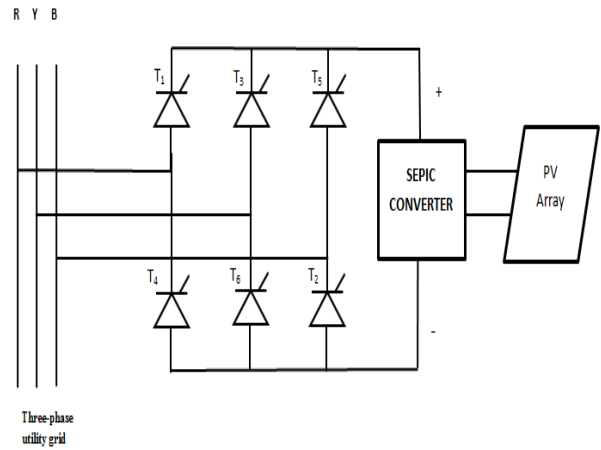 R Y B
T1 T3 T5
+
SEPIC
CONVERTER
PV
Array
T4 T6 T2
-
Three-phase
utility grid